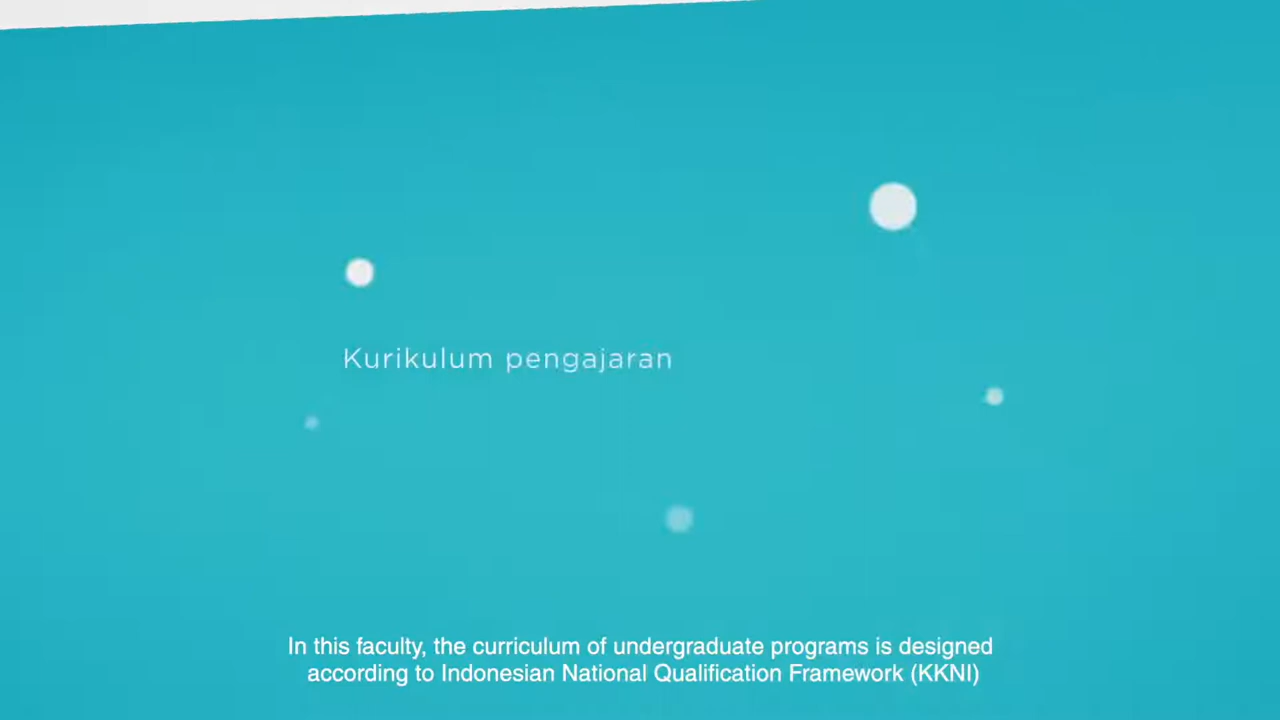 Kurikulum pengajaran
In this faculty, the curriculum of undergraduate programs is designed
according to Indonesian National Qualification Framework (KKNI)